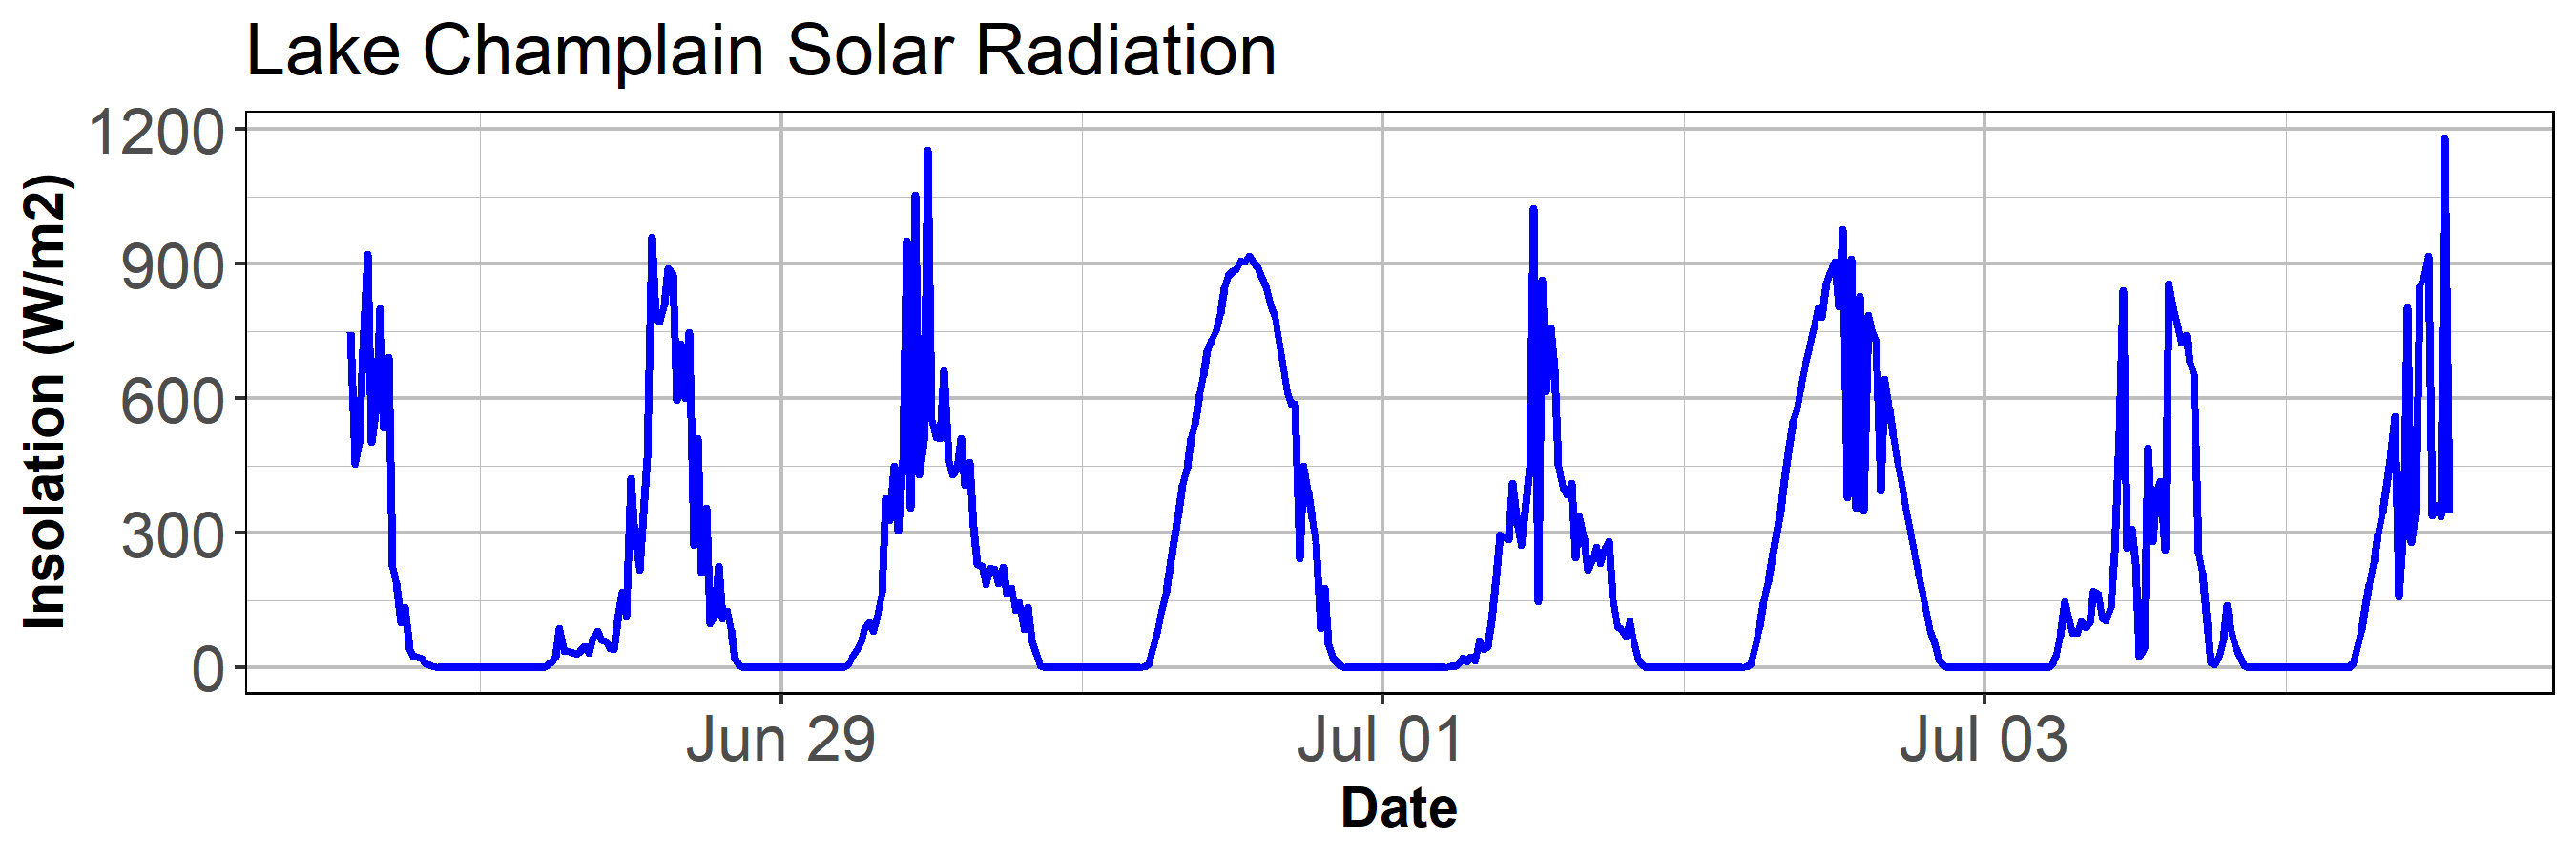 Lake Champlain Solar Radiation
1200
900
600
300
0
Insolation (W/m2)
Jun 29
Jul 01
Jul 03
Date